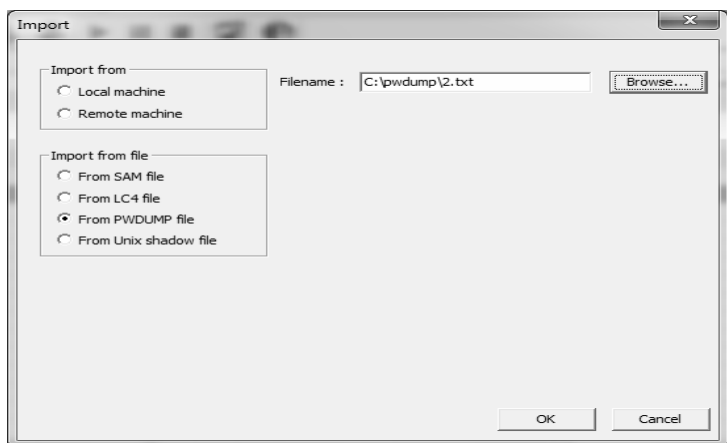 Import
Import from
Local machine
Remote machine
Filename : C:\pwdump\2.txt Browse...
Import from file
From SAM file
From LC4 file
From PWDUMP file
From Unix shadow file
OK Cancel